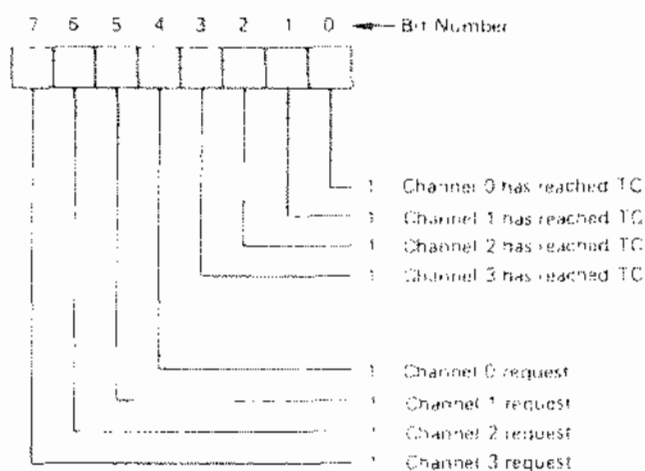 7 6 5 4 3 2 1 0 Bit Number
1 Channel 0 has reached TC
1 Channel 1 has reached TC
1 Channel 2 has reached TC
1 Channel 3 has reached TC
1 Channel 0 request
1 Channel 1 request
1 Channel 2 request
1 Channel 3 request